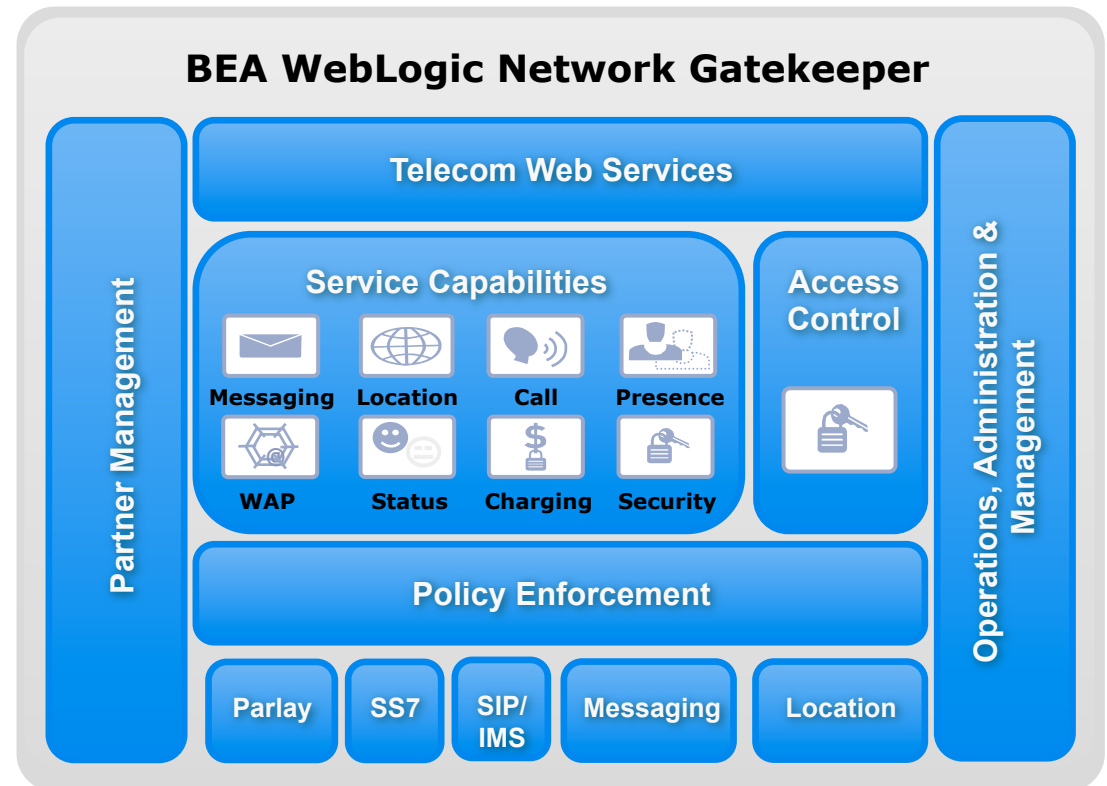 BEA WebLogic Network Gatekeeper
Partner Management
Telecom Web Services
Service Capabilities
Messaging Location Call Presence
WAP Status Charging Security
Access
Control
Policy Enforcement
Parlay
SS7
SIP/
IMS
Messaging
Location
Operations, Administration &
Management